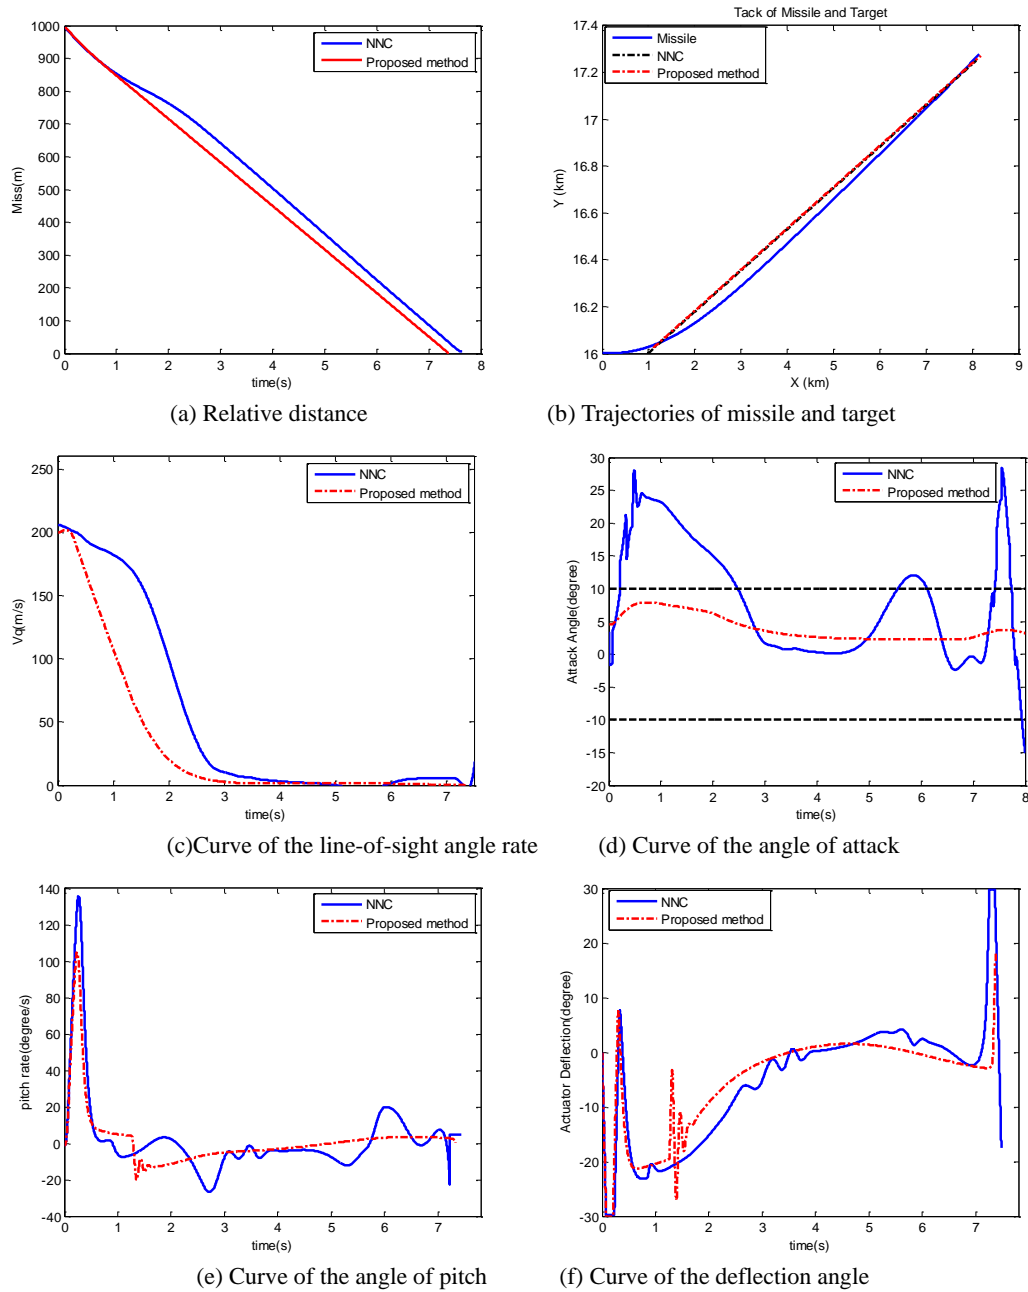 NNC
Proposed method
1000
900
800
700
600
500
400
300
200
100
0
Miss(m)
0 1 2 3 4 5 6 7 8
time(s)
(a) Relative distance
Tack of Missile and Target
Missile
NNC
Proposed method
17.4
17.2
17
16.8
16.6
16.4
16.2
16
Y (km)
0 1 2 3 4 5 6 7 8 9
X (km)
(b) Trajectories of missile and target
NNC
Proposed method
250
200
150
100
50
0
Vq(m/s)
0 1 2 3 4 5 6 7
time(s)
(c)Curve of the line-of-sight angle rate
NNC
Proposed method
30
25
20
15
10
5
0
-5
-10
-15
-20
Attack Angle(degree)
0 1 2 3 4 5 6 7 8
time(s)
(d) Curve of the angle of attack
NNC
Proposed method
140
120
100
80
60
40
20
0
-20
-40
pitch rate(degree/s)
0 1 2 3 4 5 6 7
time(s)
(e) Curve of the angle of pitch
NNC
Proposed method
30
20
10
0
-10
-20
-30
Actuator Deflection(degree)
0 1 2 3 4 5 6 7
time(s)
(f) Curve of the deflection angle